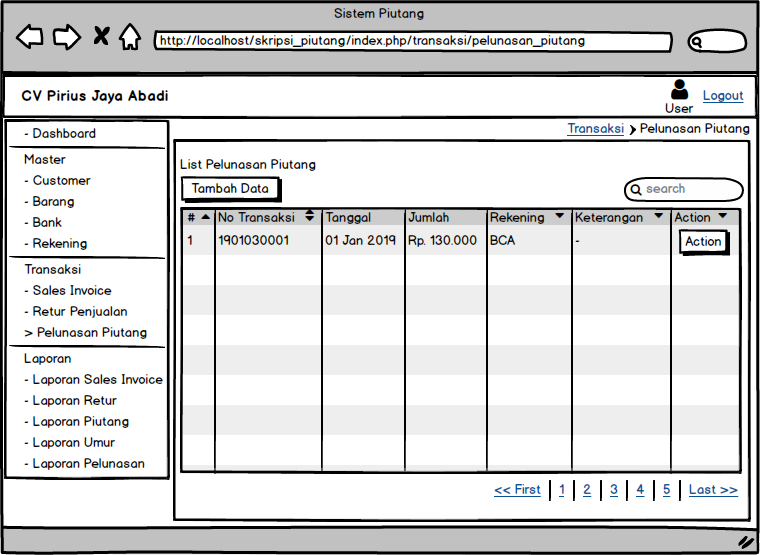 Sistem Piutang
http://localhost/skripsi_piutang/index.php/transaksi/pelunasan_piutang
CV Pirius Jaya Abadi
User
Logout
- Dashboard
Master
- Customer
- Barang
- Bank
- Rekening
Transaksi
- Sales Invoice
- Retur Penjualan
> Pelunasan Piutang
Laporan
- Laporan Sales Invoice
- Laporan Retur
- Laporan Piutang
- Laporan Umur
- Laporan Pelunasan
Transaksi > Pelunasan Piutang
List Pelunasan Piutang
Tambah Data
search
# No Transaksi Tanggal Jumlah Rekening Keterangan Action
1 1901030001 01 Jan 2019 Rp. 130.000 BCA - Action
<< First | 1 | 2 | 3 | 4 | 5 | Last >>